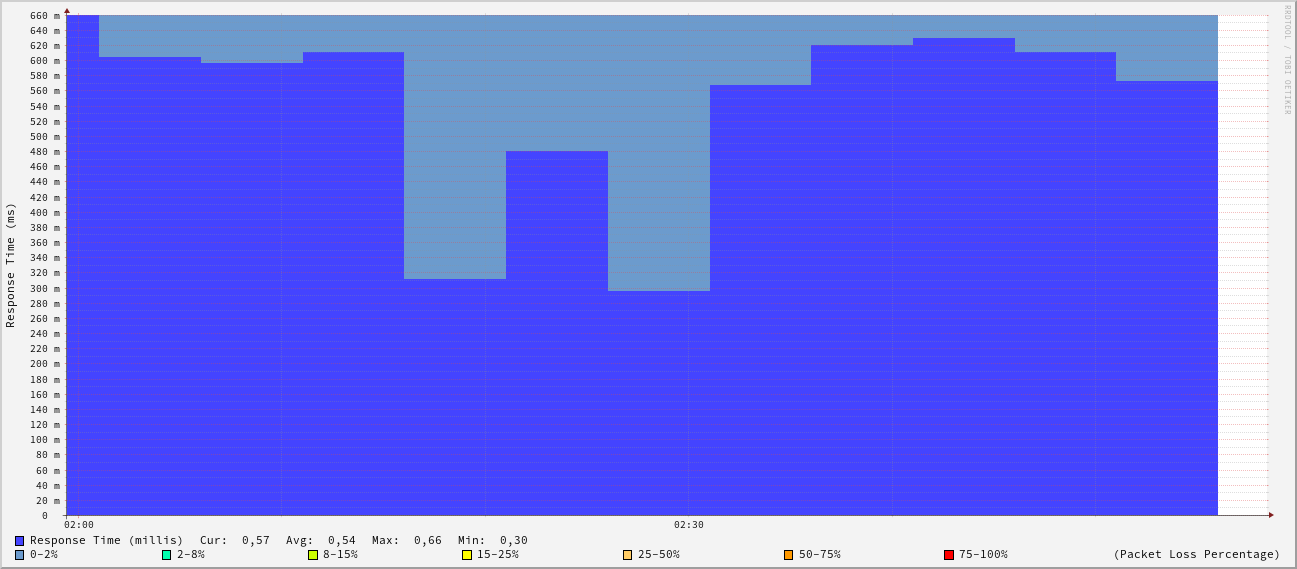 RRDTOOL / TOBI OETIKER
Response Time (ms)
660 m
640 m
620 m
600 m
580 m
560 m
540 m
520 m
500 m
480 m
460 m
440 m
420 m
400 m
380 m
360 m
340 m
320 m
300 m
280 m
260 m
240 m
220 m
200 m
180 m
160 m
140 m
120 m
100 m
80 m
60 m
40 m
20 m
0
02:00 02:30
Response Time (millis) Cur: 0,57 Avg: 0,54 Max: 0,66 Min: 0,30
0-2% 2-8% 8-15% 15-25% 25-50% 50-75% 75-100% (Packet Loss Percentage)